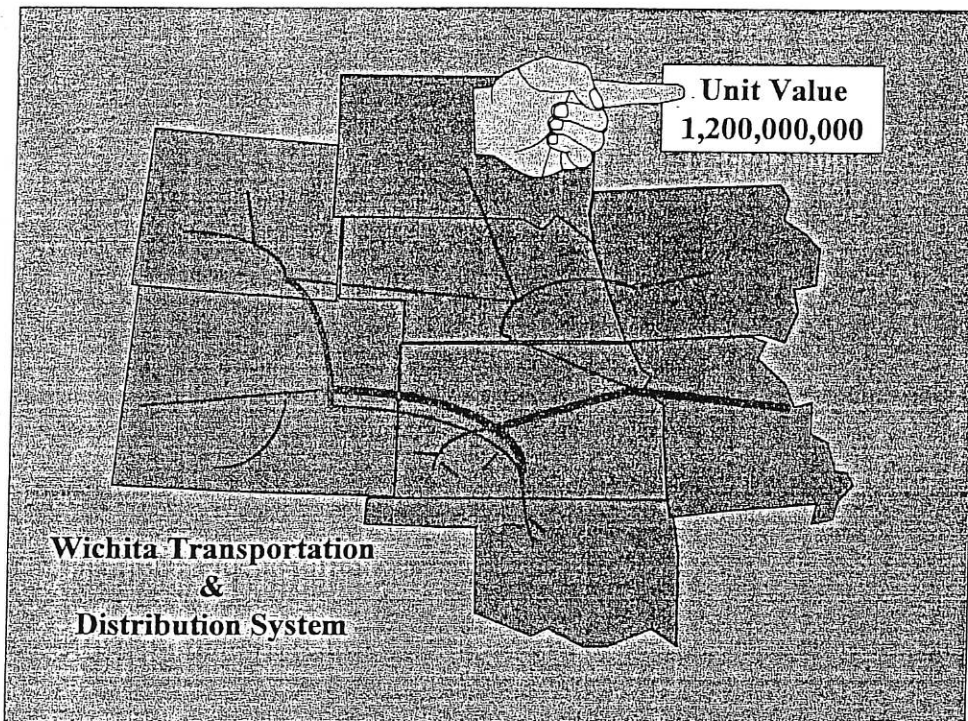 Unit Value
1,200,000,000
Wichita Transportation
&
Distribution System